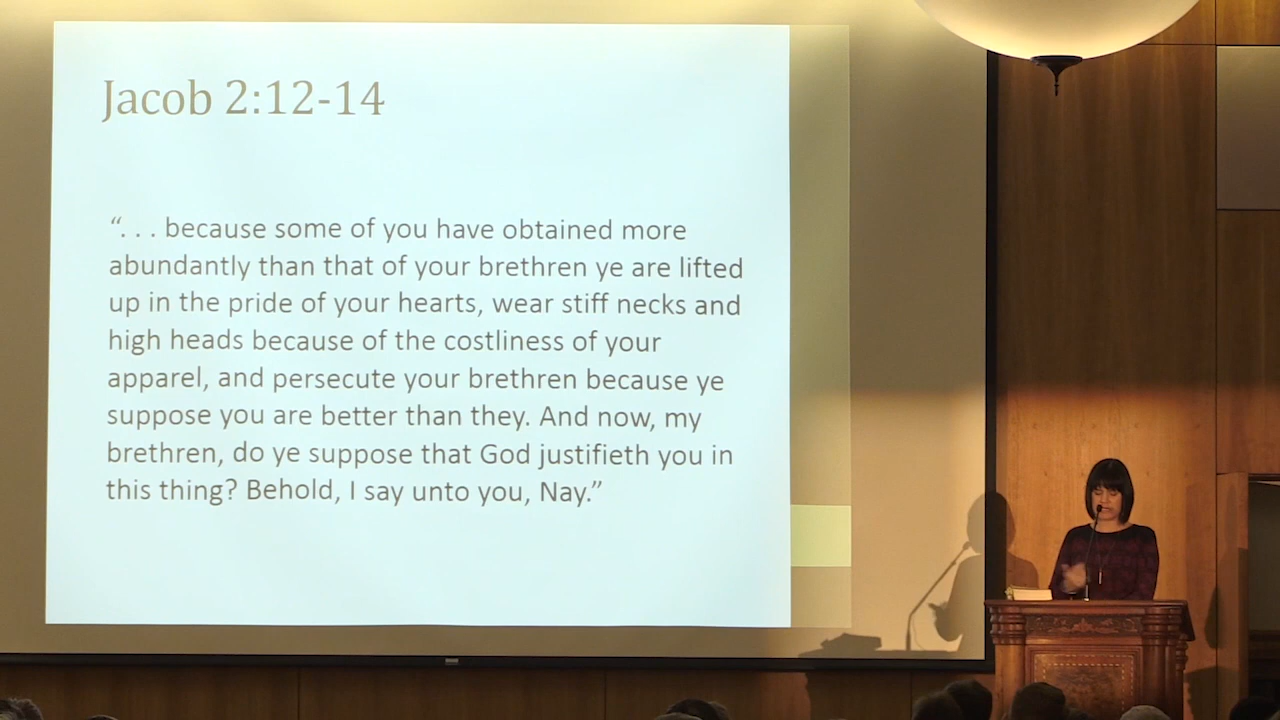 Jacob 2:12-14
“. . . because some of you have obtained more
abundantly than that of your brethren ye are lifted
up in the pride of your hearts, wear stiff necks and
high heads because of the costliness of your
apparel, and persecute your brethren because ye
suppose you are better than they. And now, my
brethren, do ye suppose that God justifieth you in
this thing? Behold, I say unto you, Nay.”